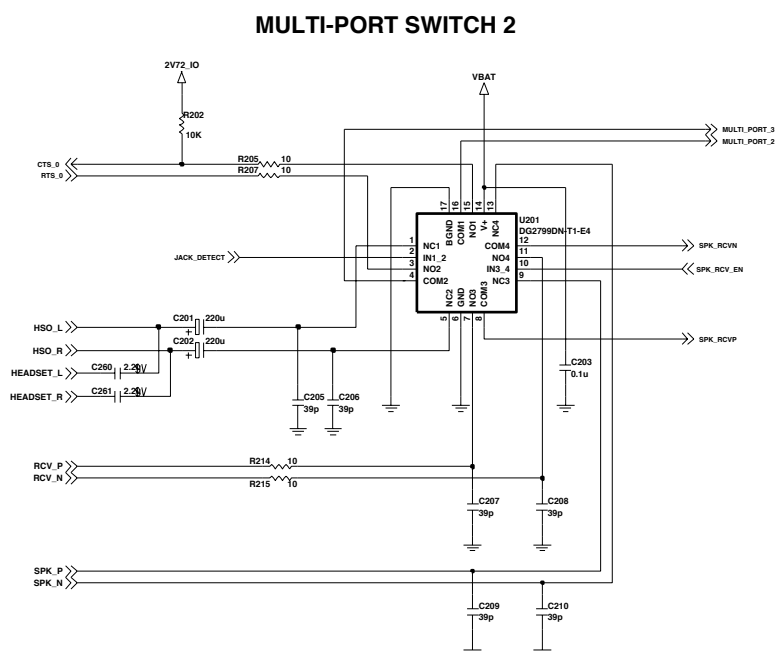 MULTI-PORT SWITCH 2
2V72_IO
VBAT
R202
10K
MULTI_PORT_3
MULTI_PORT_2
CTS_0
R205 10
RTS_0
R207 10
17 16 15 14 13
BGND COM1 NO1 V+ NC4
U201
DG2799DN-T1-E4
1 NC1
2 IN1_2
3 NO2
4 COM2
COM4 12
NO4 11
IN3_4 10
NC3 9
NC2 GND NO3 COM3
5 6 7 8
JACK_DETECT
SPK_RCVN
SPK_RCV_EN
SPK_RCVP
HSO_L
C201 220u
HSO_R
C202 220u
+
+
HEADSET_L
C260
HEADSET_R
C261
C203
0.1u
C205
39p
C206
39p
RCV_P
R214 10
RCV_N
R215 10
C207
39p
C208
39p
SPK_P
SPK_N
C209
39p
C210
39p